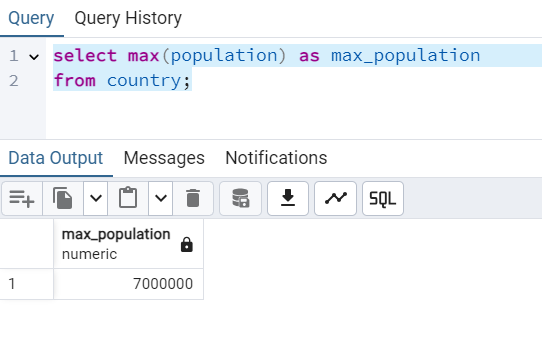 Query Query History
1 select max(population) as max_population
2 from country;
Data Output Messages Notifications
SQL
max_population
numeric
1 7000000